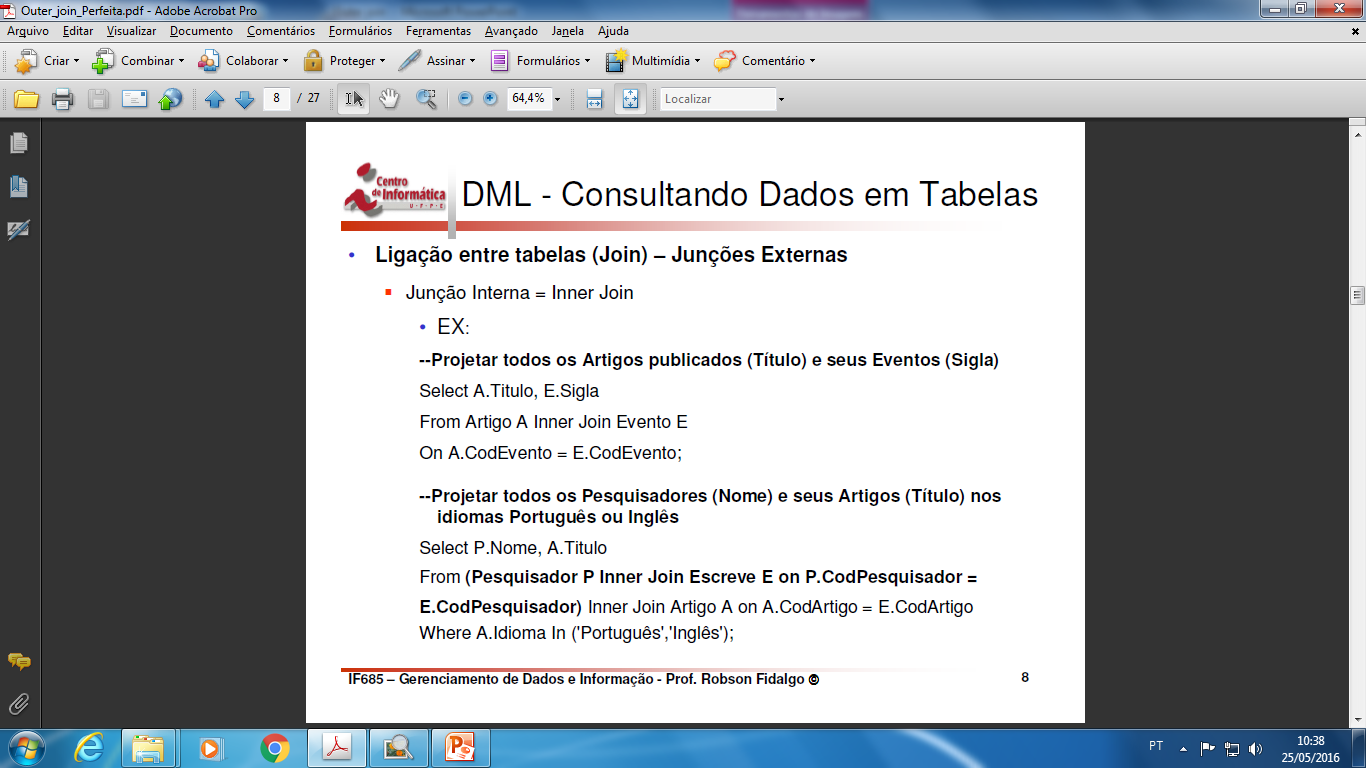 Outer_join_Perfeita.pdf - Adobe Acrobat Pro
Arquivo Editar Visualizar Documento Comentários Formulários Ferramentas Avançado Janela Ajuda
Criar Combinar Colaborar Proteger Assinar Formulários Multimídia Comentário
8 / 27 64,4% Localizar
Centro de Informática
U · F · P · E
DML - Consultando Dados em Tabelas
• Ligação entre tabelas (Join) – Junções Externas
▪ Junção Interna = Inner Join
• EX:
--Projetar todos os Artigos publicados (Título) e seus Eventos (Sigla)
Select A.Titulo, E.Sigla
From Artigo A Inner Join Evento E
On A.CodEvento = E.CodEvento;
--Projetar todos os Pesquisadores (Nome) e seus Artigos (Título) nos
idiomas Português ou Inglês
Select P.Nome, A.Titulo
From (Pesquisador P Inner Join Escreve E on P.CodPesquisador =
E.CodPesquisador) Inner Join Artigo A on A.CodArtigo = E.CodArtigo
Where A.Idioma In ('Português','Inglês');
IF685 – Gerenciamento de Dados e Informação - Prof. Robson Fidalgo ©
8
PT
10:38
25/05/2016